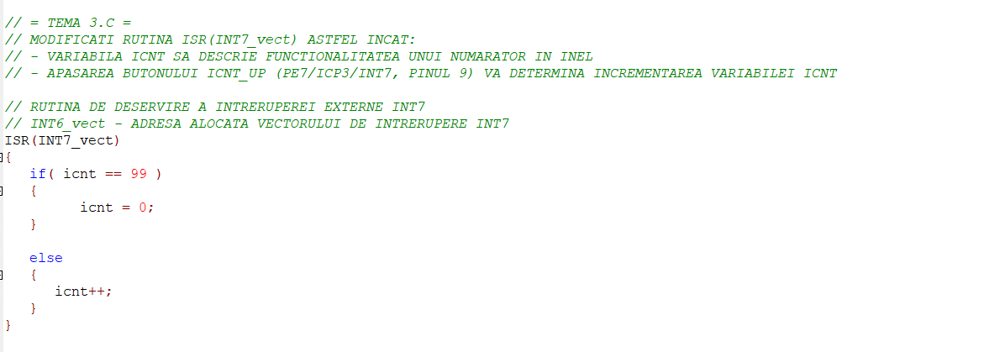 // = TEMA 3.C =
// MODIFICATI RUTINA ISR(INT7_vect) ASTFEL INCAT:
// - VARIABILA ICNT SA DESCRIE FUNCTIONALITATEA UNUI NUMARATOR IN INEL
// - APASAREA BUTONULUI ICNT_UP (PE7/ICP3/INT7, PINUL 9) VA DETERMINA INCREMENTAREA VARIABILEI ICNT
// RUTINA DE DESERVIRE A INTRERUPEREI EXTERNE INT7
// INT6_vect - ADRESA ALOCATA VECTORULUI DE INTRERUPERE INT7
ISR(INT7_vect)
{
if( icnt == 99 )
{
icnt = 0;
}
else
{
icnt++;
}
}